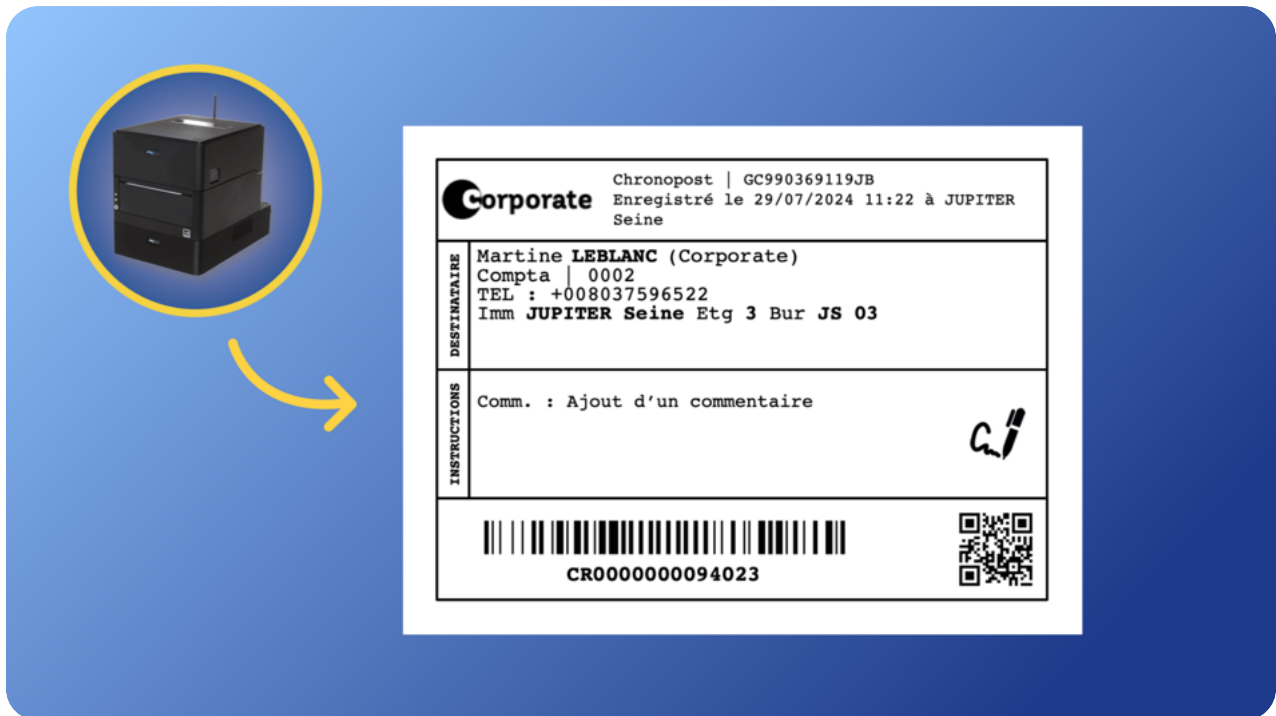 Corporate
Chronopost | GC990369119JB
Enregistré le 29/07/2024 11:22 à JUPITER
Seine
DESTINATAIRE
Martine LEBLANC (Corporate)
Compta | 0002
TEL : +008037596522
Imm JUPITER Seine Etg 3 Bur JS 03
INSTRUCTIONS
Comm. : Ajout d’un commentaire
CR0000000094023